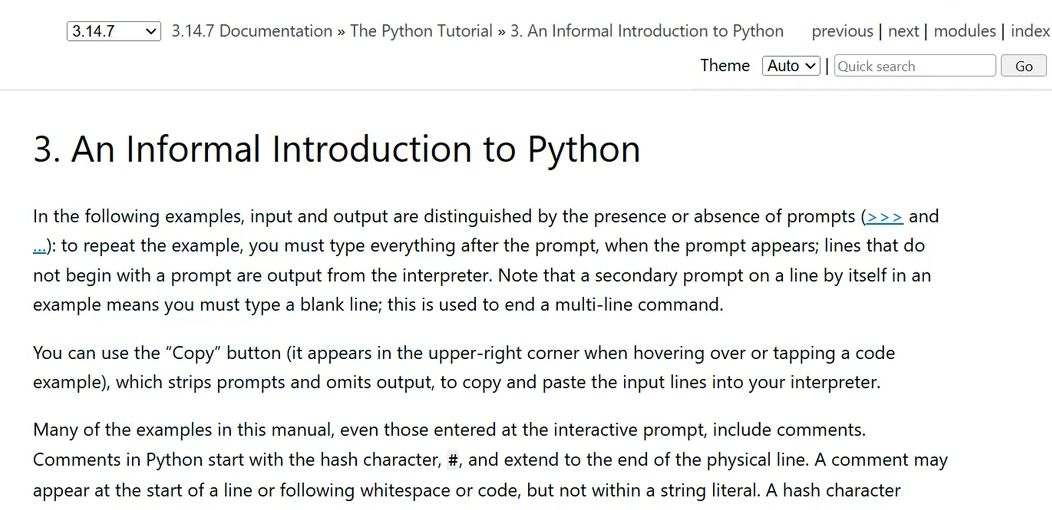 3.14.7 3.14.7 Documentation » The Python Tutorial » 3. An Informal Introduction to Python previous | next | modules | index
Theme Auto | Quick search Go
3. An Informal Introduction to Python
In the following examples, input and output are distinguished by the presence or absence of prompts (>>> and
...): to repeat the example, you must type everything after the prompt, when the prompt appears; lines that do
not begin with a prompt are output from the interpreter. Note that a secondary prompt on a line by itself in an
example means you must type a blank line; this is used to end a multi-line command.
You can use the “Copy” button (it appears in the upper-right corner when hovering over or tapping a code
example), which strips prompts and omits output, to copy and paste the input lines into your interpreter.
Many of the examples in this manual, even those entered at the interactive prompt, include comments.
Comments in Python start with the hash character, #, and extend to the end of the physical line. A comment may
appear at the start of a line or following whitespace or code, but not within a string literal. A hash character